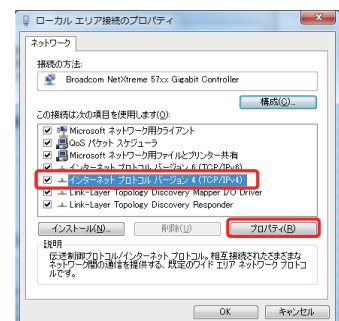 ローカル エリア接続のプロパティ
ネットワーク
接続の方法:
Broadcom NetXtreme 57xx Gigabit Controller
構成(C)...
この接続は次の項目を使用します(O):
Microsoft ネットワーク用クライアント
QoS パケット スケジューラ
Microsoft ネットワーク用ファイルとプリンター共有
インターネット プロトコル バージョン 6 (TCP/IPv6)
インターネット プロトコル バージョン 4 (TCP/IPv4)
Link-Layer Topology Discovery Mapper I/O Driver
Link-Layer Topology Discovery Responder
インストール(N)...
削除(U)
プロパティ(R)
説明
伝送制御プロトコル/インターネット プロトコル。相互接続されたさまざまな
ネットワーク間の通信を提供する、既定のワイド エリア ネットワーク プロトコ
ルです。
OK
キャンセル